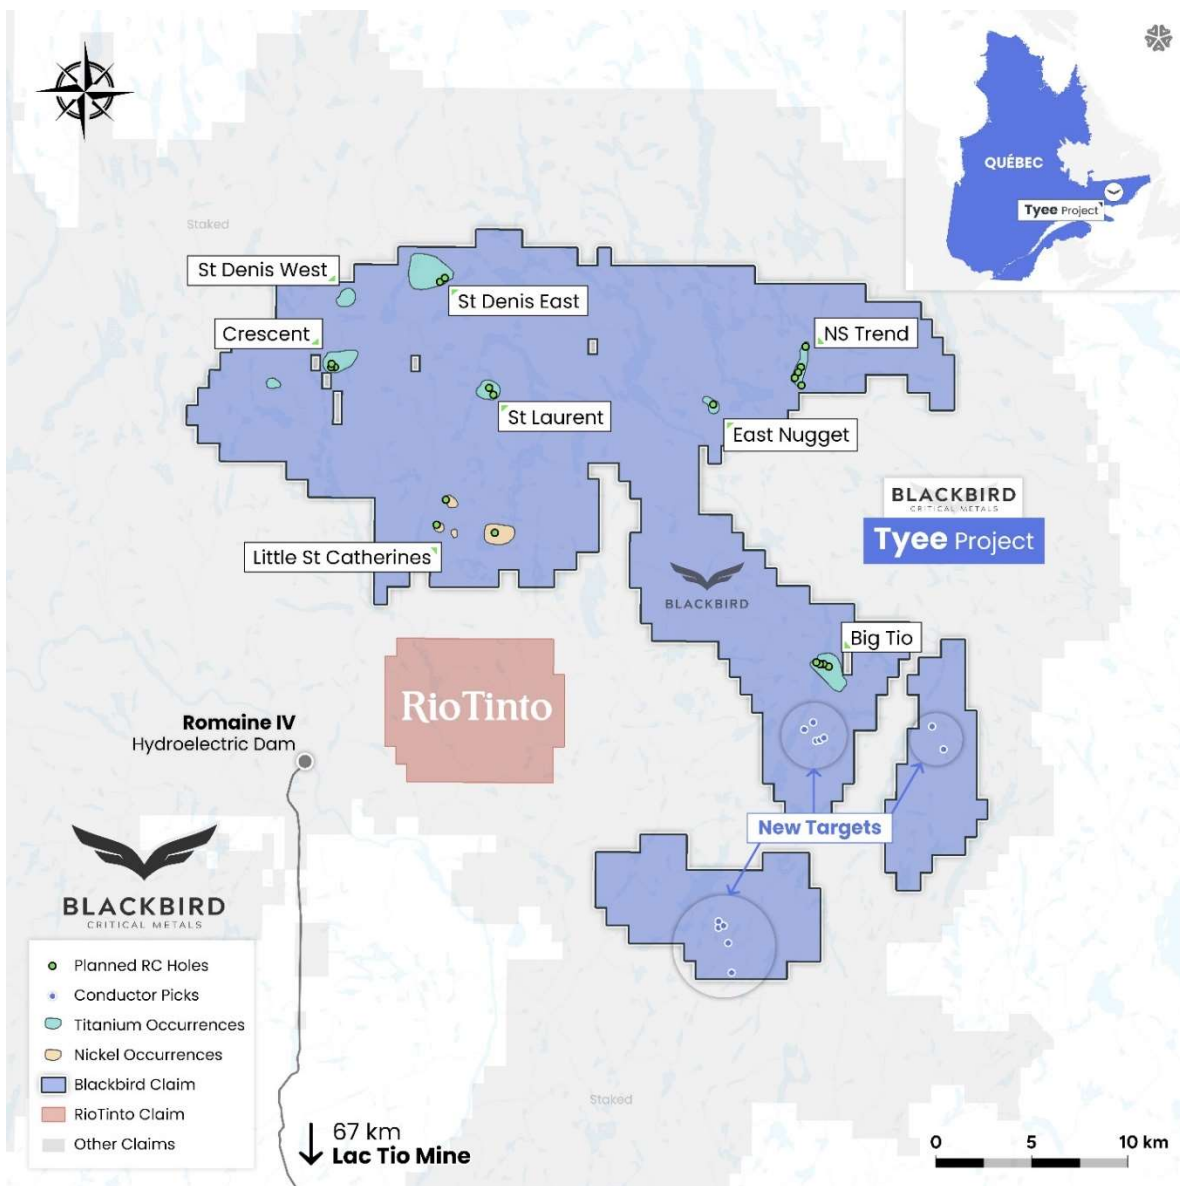 QUÉBEC
Tyee Project
Staked
St Denis West
St Denis East
Crescent
NS Trend
St Laurent
East Nugget
BLACKBIRD
CRITICAL METALS
Tyee Project
Little St Catherines
BLACKBIRD
Big Tio
RioTinto
Romaine IV
Hydroelectric Dam
New Targets
BLACKBIRD
CRITICAL METALS
Planned RC Holes
Conductor Picks
Titanium Occurrences
Nickel Occurrences
Blackbird Claim
RioTinto Claim
Other Claims
Staked
67 km
Lac Tio Mine
0 5 10 km